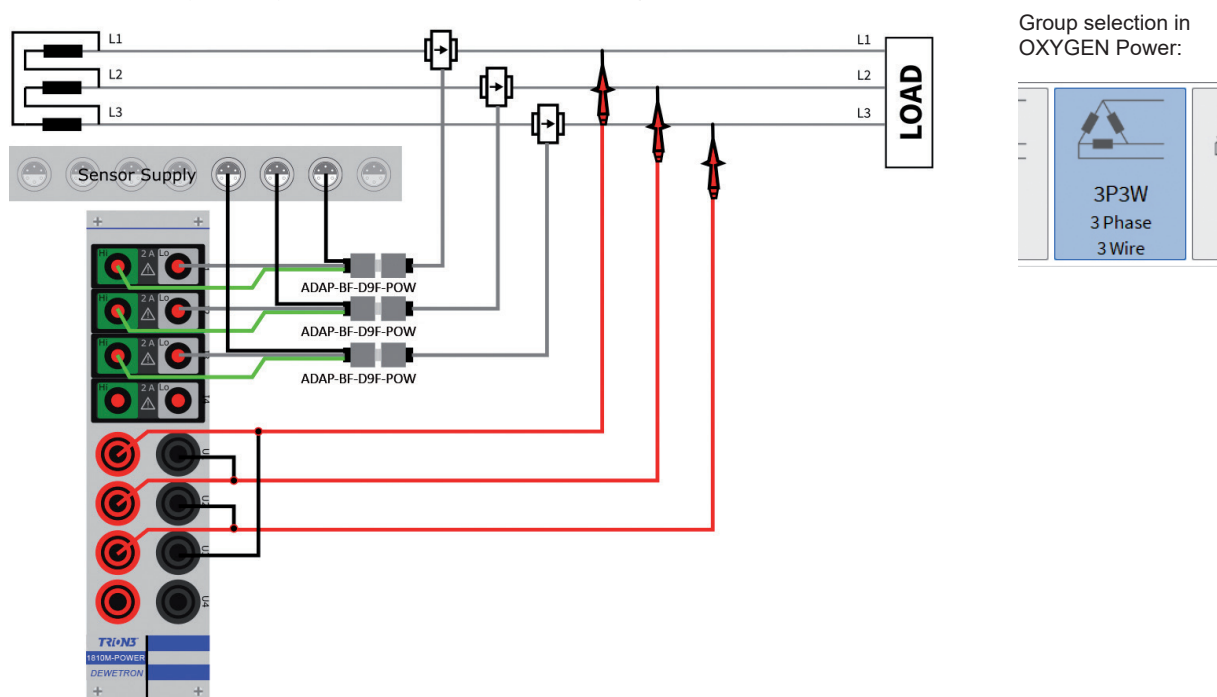 Group selection in
OXYGEN Power:
L1
L2
L3
L1
L2
L3
LOAD
3P3W
3 Phase
3 Wire
Sensor Supply
Hi 2 A Lo
ADAP-BF-D9F-POW
Hi 2 A Lo
ADAP-BF-D9F-POW
Hi 2 A Lo
ADAP-BF-D9F-POW
Hi 2 A Lo
U2
U3
U4
TRION3
1810M-POWER
DEWETRON